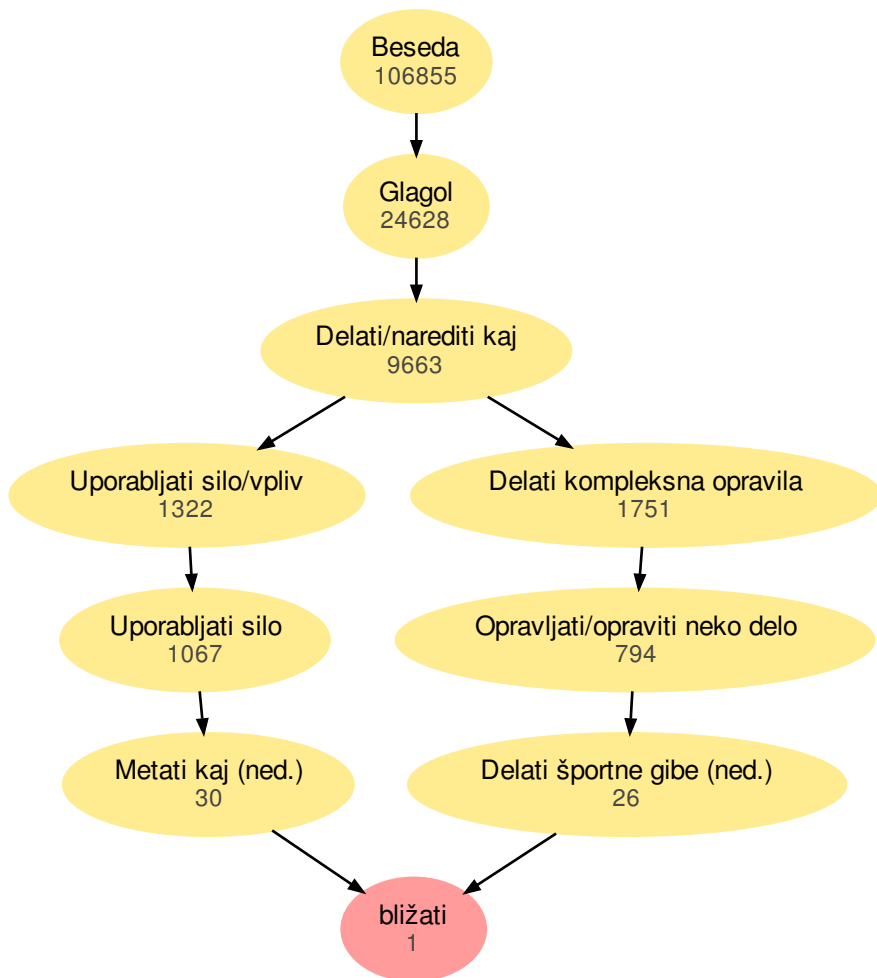 Beseda
106855
Glagol
24628
Delati/narediti kaj
9663
Uporabljati silo/vpliv
1322
Delati kompleksna opravila
1751
Uporabljati silo
1067
Opravljati/opraviti neko delo
794
Metati kaj (ned.)
30
Delati športne gibe (ned.)
26
bližati
1